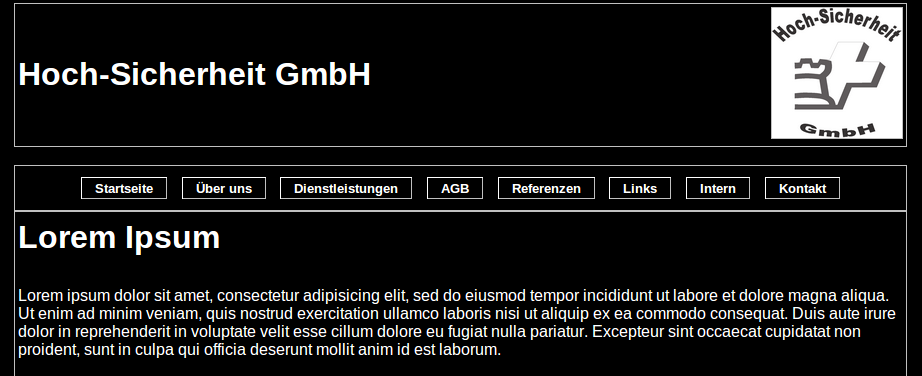 Hoch-Sicherheit GmbH
Hoch-Sicherheit
GmbH
Startseite Über uns Dienstleistungen AGB Referenzen Links Intern Kontakt
Lorem Ipsum
Lorem ipsum dolor sit amet, consectetur adipisicing elit, sed do eiusmod tempor incididunt ut labore et dolore magna aliqua.
Ut enim ad minim veniam, quis nostrud exercitation ullamco laboris nisi ut aliquip ex ea commodo consequat. Duis aute irure
dolor in reprehenderit in voluptate velit esse cillum dolore eu fugiat nulla pariatur. Excepteur sint occaecat cupidatat non
proident, sunt in culpa qui officia deserunt mollit anim id est laborum.